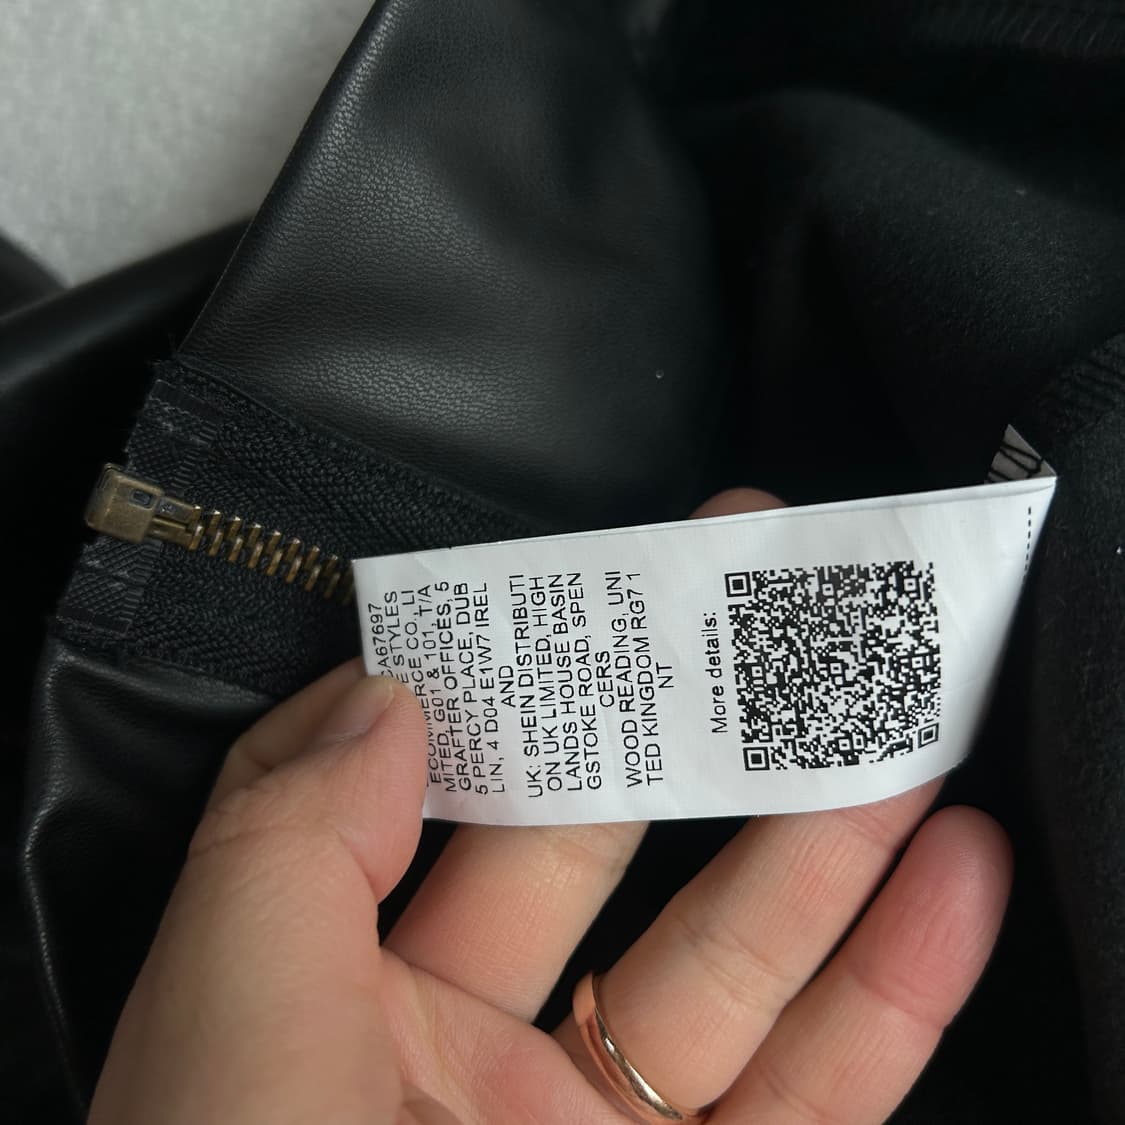 CA67697
E STYLES
ECOMMERCE CO., LI
MITED, G01 & 101, T/A
GRAFTER OFFICES, 5
5 PERCY PLACE, DUB
LIN, 4 D04 E1W7 IREL
AND
UK: SHEIN DISTRIBUTI
ON UK LIMITED, HIGH
LANDS HOUSE BASIN
GSTOKE ROAD, SPEN
CERS
WOOD READING, UNI
TED KINGDOM RG7 1
NT
More details: